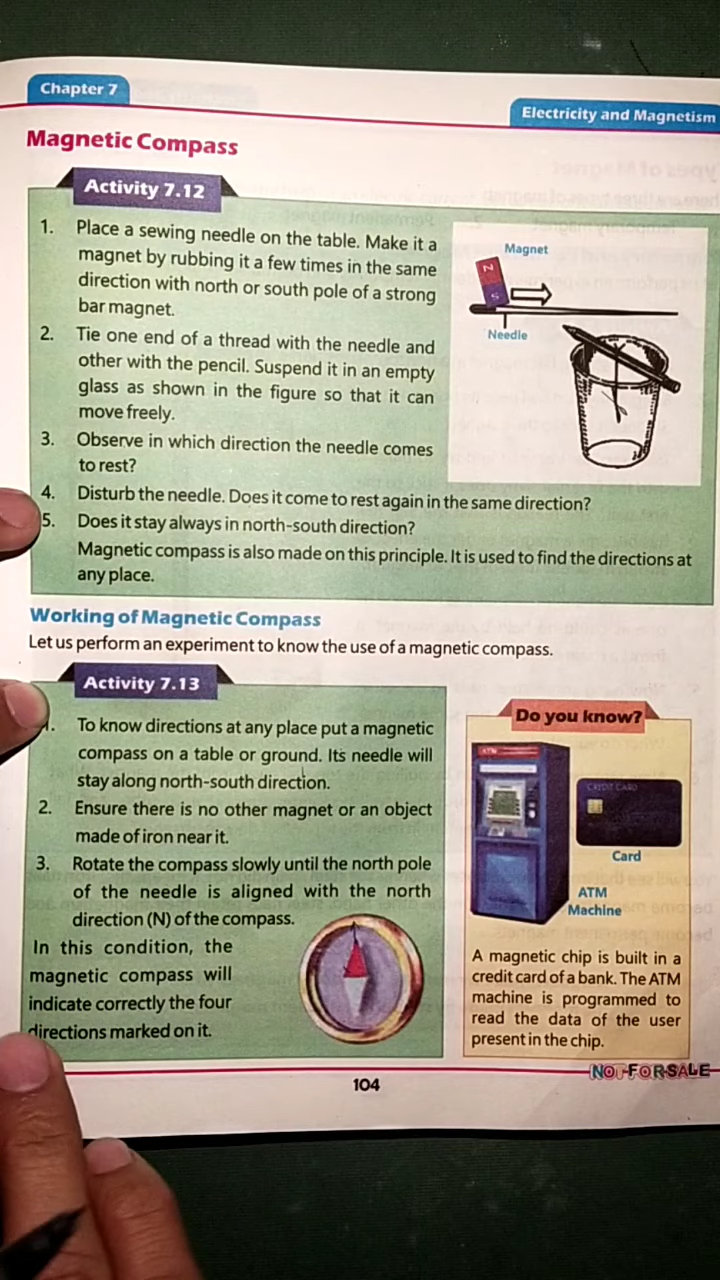 Chapter 7
Electricity and Magnetism
Magnetic Compass
Activity 7.12
1. Place a sewing needle on the table. Make it a
magnet by rubbing it a few times in the same
direction with north or south pole of a strong
bar magnet.
2. Tie one end of a thread with the needle and
other with the pencil. Suspend it in an empty
glass as shown in the figure so that it can
move freely.
3. Observe in which direction the needle comes
to rest?
4. Disturb the needle. Does it come to rest again in the same direction?
5. Does it stay always in north-south direction?
Magnetic compass is also made on this principle. It is used to find the directions at
any place.
Magnet
N
S
Needle
Working of Magnetic Compass
Let us perform an experiment to know the use of a magnetic compass.
Activity 7.13
1. To know directions at any place put a magnetic
compass on a table or ground. Its needle will
stay along north-south direction.
2. Ensure there is no other magnet or an object
made of iron near it.
3. Rotate the compass slowly until the north pole
of the needle is aligned with the north
direction (N) of the compass.
In this condition, the
magnetic compass will
indicate correctly the four
directions marked on it.
Do you know?
ATM
CREDIT CARD
Card
ATM
Machine
A magnetic chip is built in a
credit card of a bank. The ATM
machine is programmed to
read the data of the user
present in the chip.
104
NOT FOR SALE